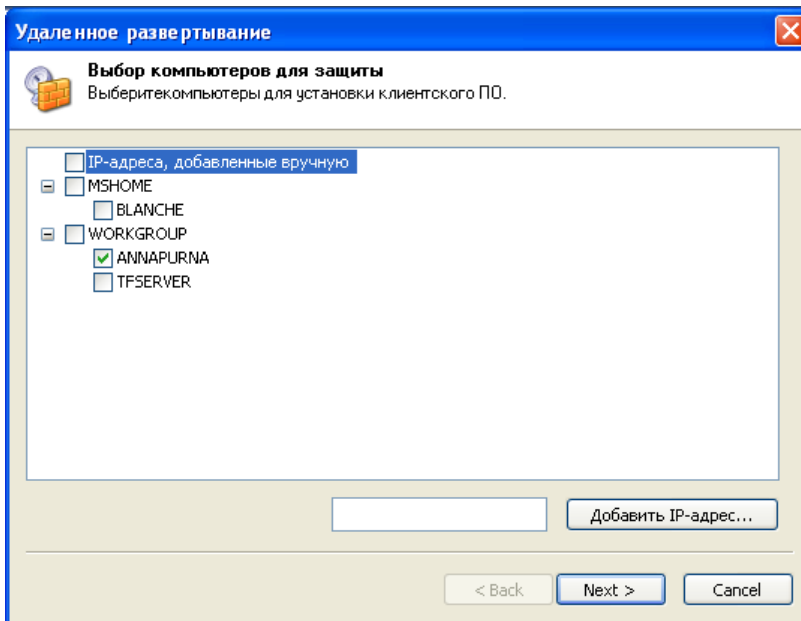 Удаленное развертывание
Выбор компьютеров для защиты
Выберитекомпьютеры для установки клиентского ПО.
IP-адреса, добавленные вручную
MSHOME
BLANCHE
WORKGROUP
ANNAPURNA
TFSERVER
Добавить IP-адрес...
< Back Next > Cancel